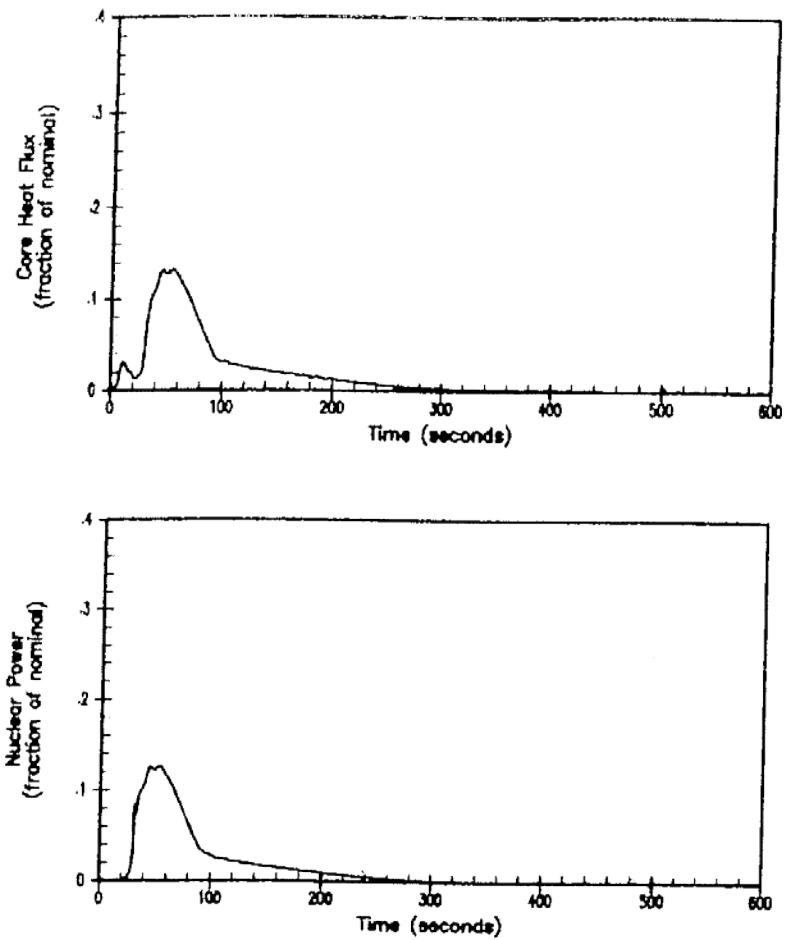 .4
.3
.2
.1
0
Core Heat Flux
(fraction of nominal)
0 100 200 300 400 500 600
Time (seconds)
.4
.3
.2
.1
0
Nuclear Power
(fraction of nominal)
0 100 200 300 400 500 600
Time (seconds)